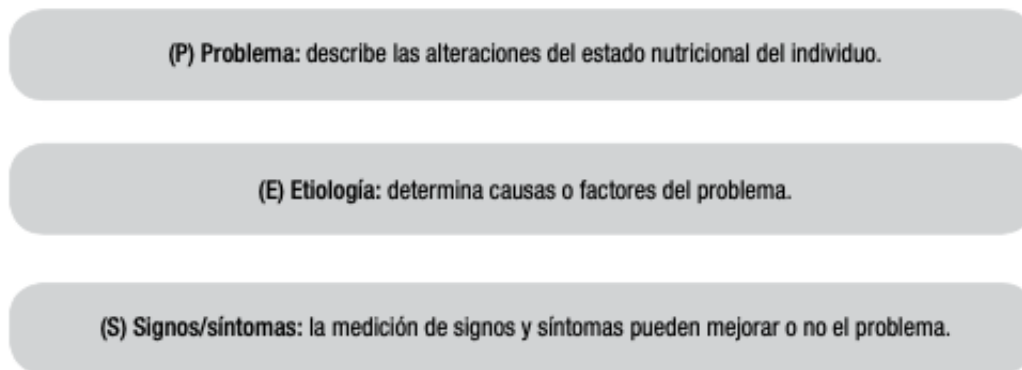 (P) Problema: describe las alteraciones del estado nutricional del individuo.
(E) Etiología: determina causas o factores del problema.
(S) Signos/síntomas: la medición de signos y síntomas pueden mejorar o no el problema.